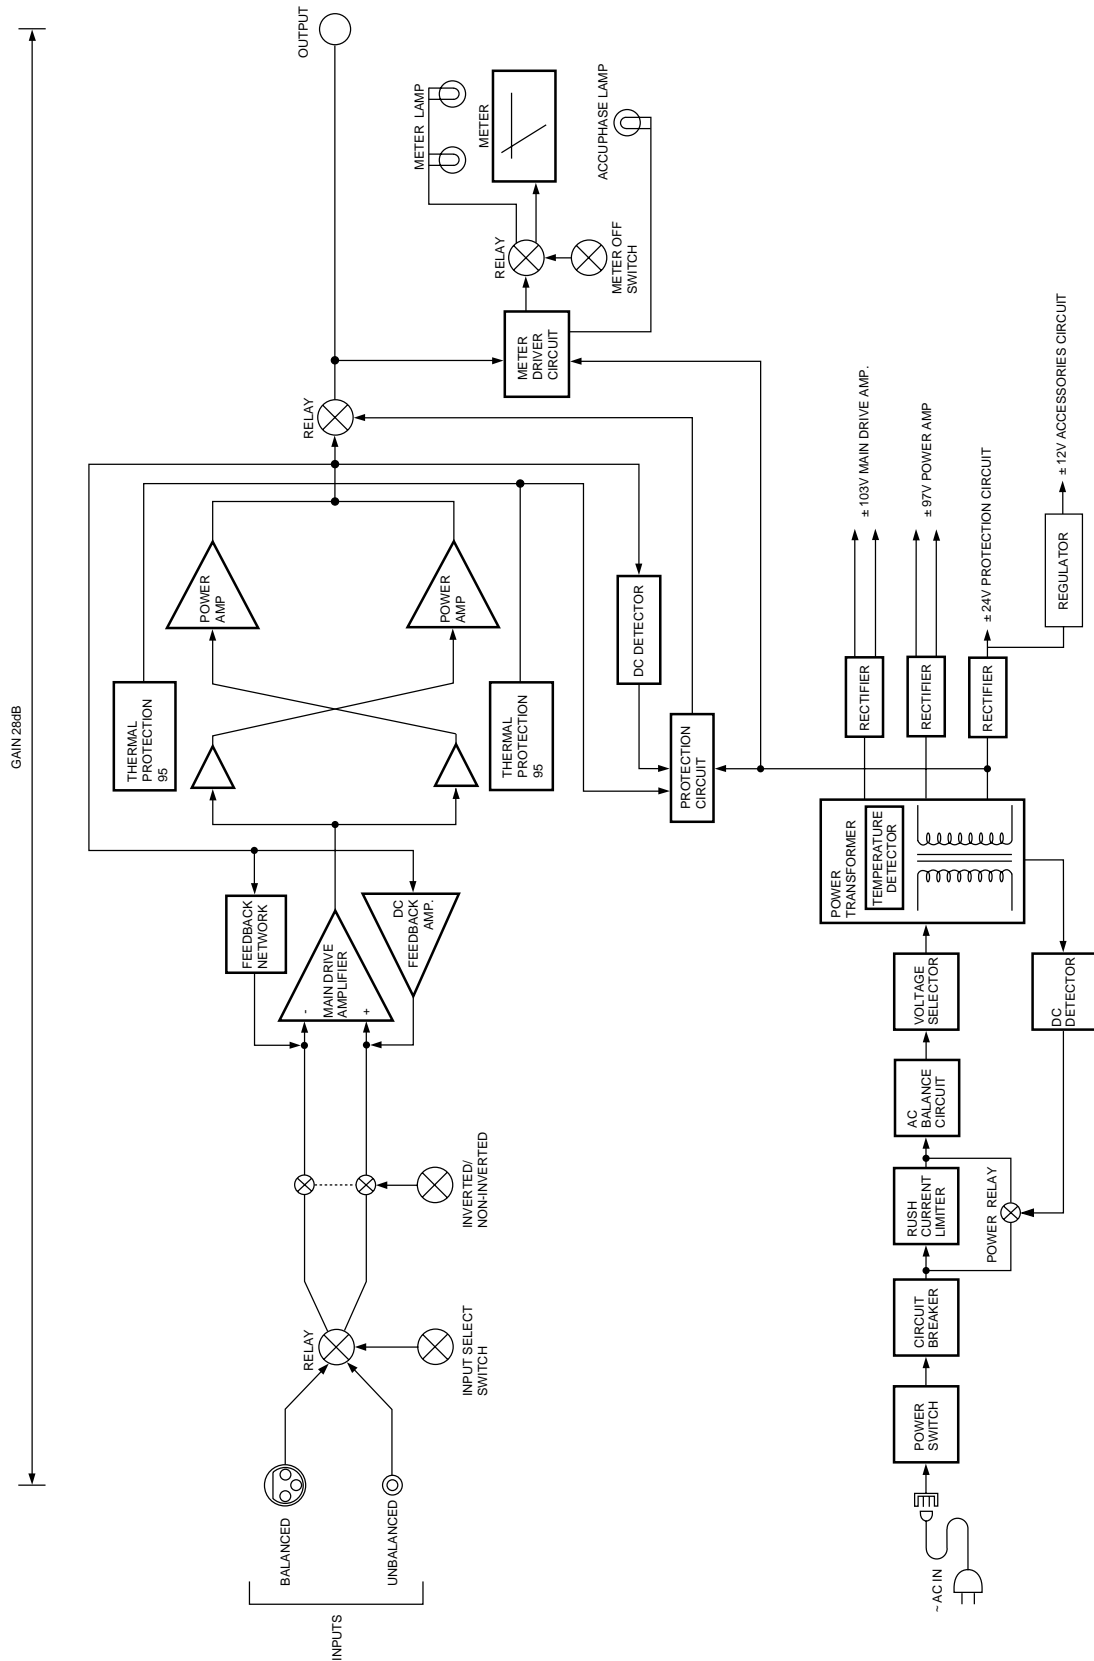 GAIN 28dB
INPUTS
BALANCED
UNBALANCED
RELAY
INPUT SELECT
SWITCH
INVERTED/
NON-INVERTED
FEEDBACK
NETWORK
-
MAIN DRIVE
AMPLIFIER
+
DC
FEEDBACK
AMP.
THERMAL
PROTECTION
95
THERMAL
PROTECTION
95
POWER
AMP
POWER
AMP
RELAY
OUTPUT
DC DETECTOR
PROTECTION
CIRCUIT
METER
DRIVER
CIRCUIT
RELAY
METER OFF
SWITCH
METER LAMP
METER
ACCUPHASE LAMP
~ AC IN
POWER
SWITCH
CIRCUIT
BREAKER
RUSH
CURRENT
LIMITER
POWER RELAY
AC
BALANCE
CIRCUIT
VOLTAGE
SELECTOR
DC
DETECTOR
POWER
TRANSFORMER
TEMPERATURE
DETECTOR
RECTIFIER
RECTIFIER
RECTIFIER
± 103V MAIN DRIVE AMP.
± 97V POWER AMP
± 24V PROTECTION CIRCUIT
REGULATOR
± 12V ACCESSORIES CIRCUIT